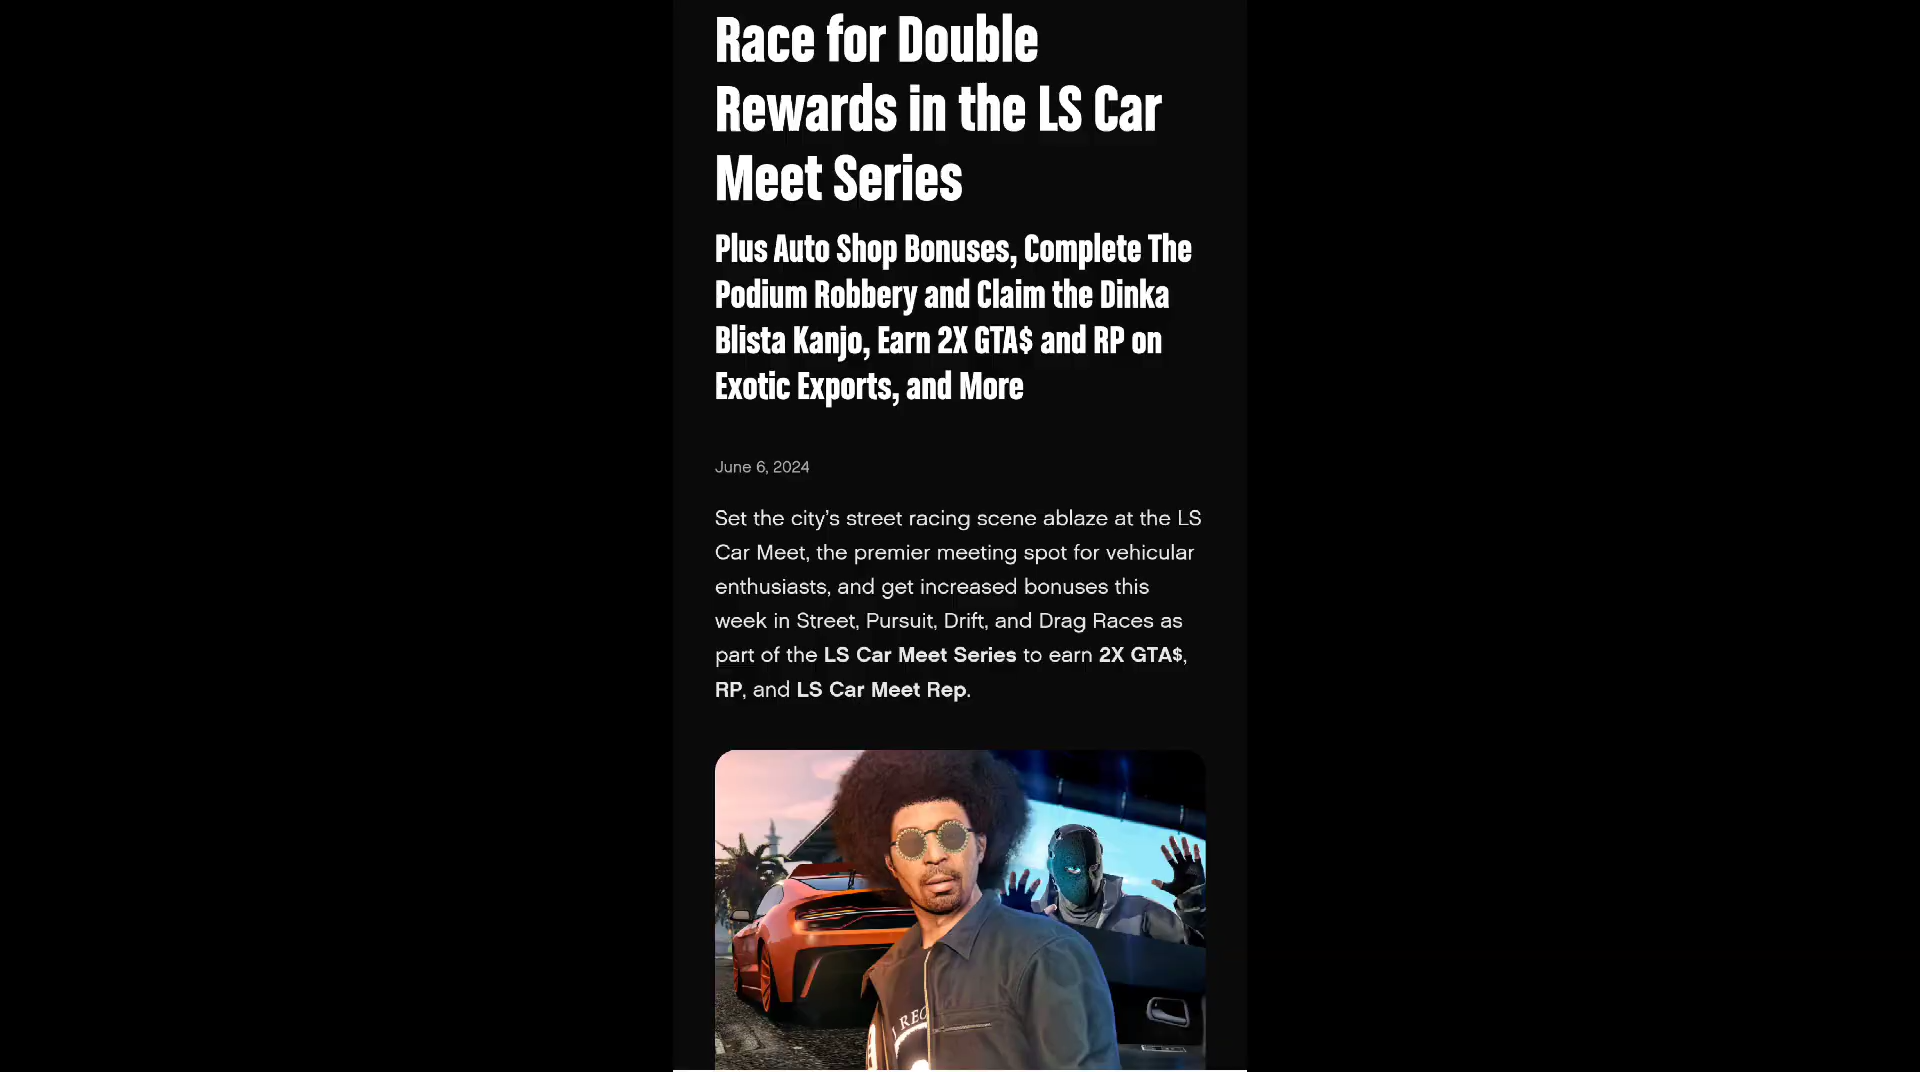 Race for Double
Rewards in the LS Car
Meet Series
Plus Auto Shop Bonuses, Complete The
Podium Robbery and Claim the Dinka
Blista Kanjo, Earn 2X GTA$ and RP on
Exotic Exports, and More
June 6, 2024
Set the city’s street racing scene ablaze at the LS
Car Meet, the premier meeting spot for vehicular
enthusiasts, and get increased bonuses this
week in Street, Pursuit, Drift, and Drag Races as
part of the LS Car Meet Series to earn 2X GTA$,
RP, and LS Car Meet Rep.